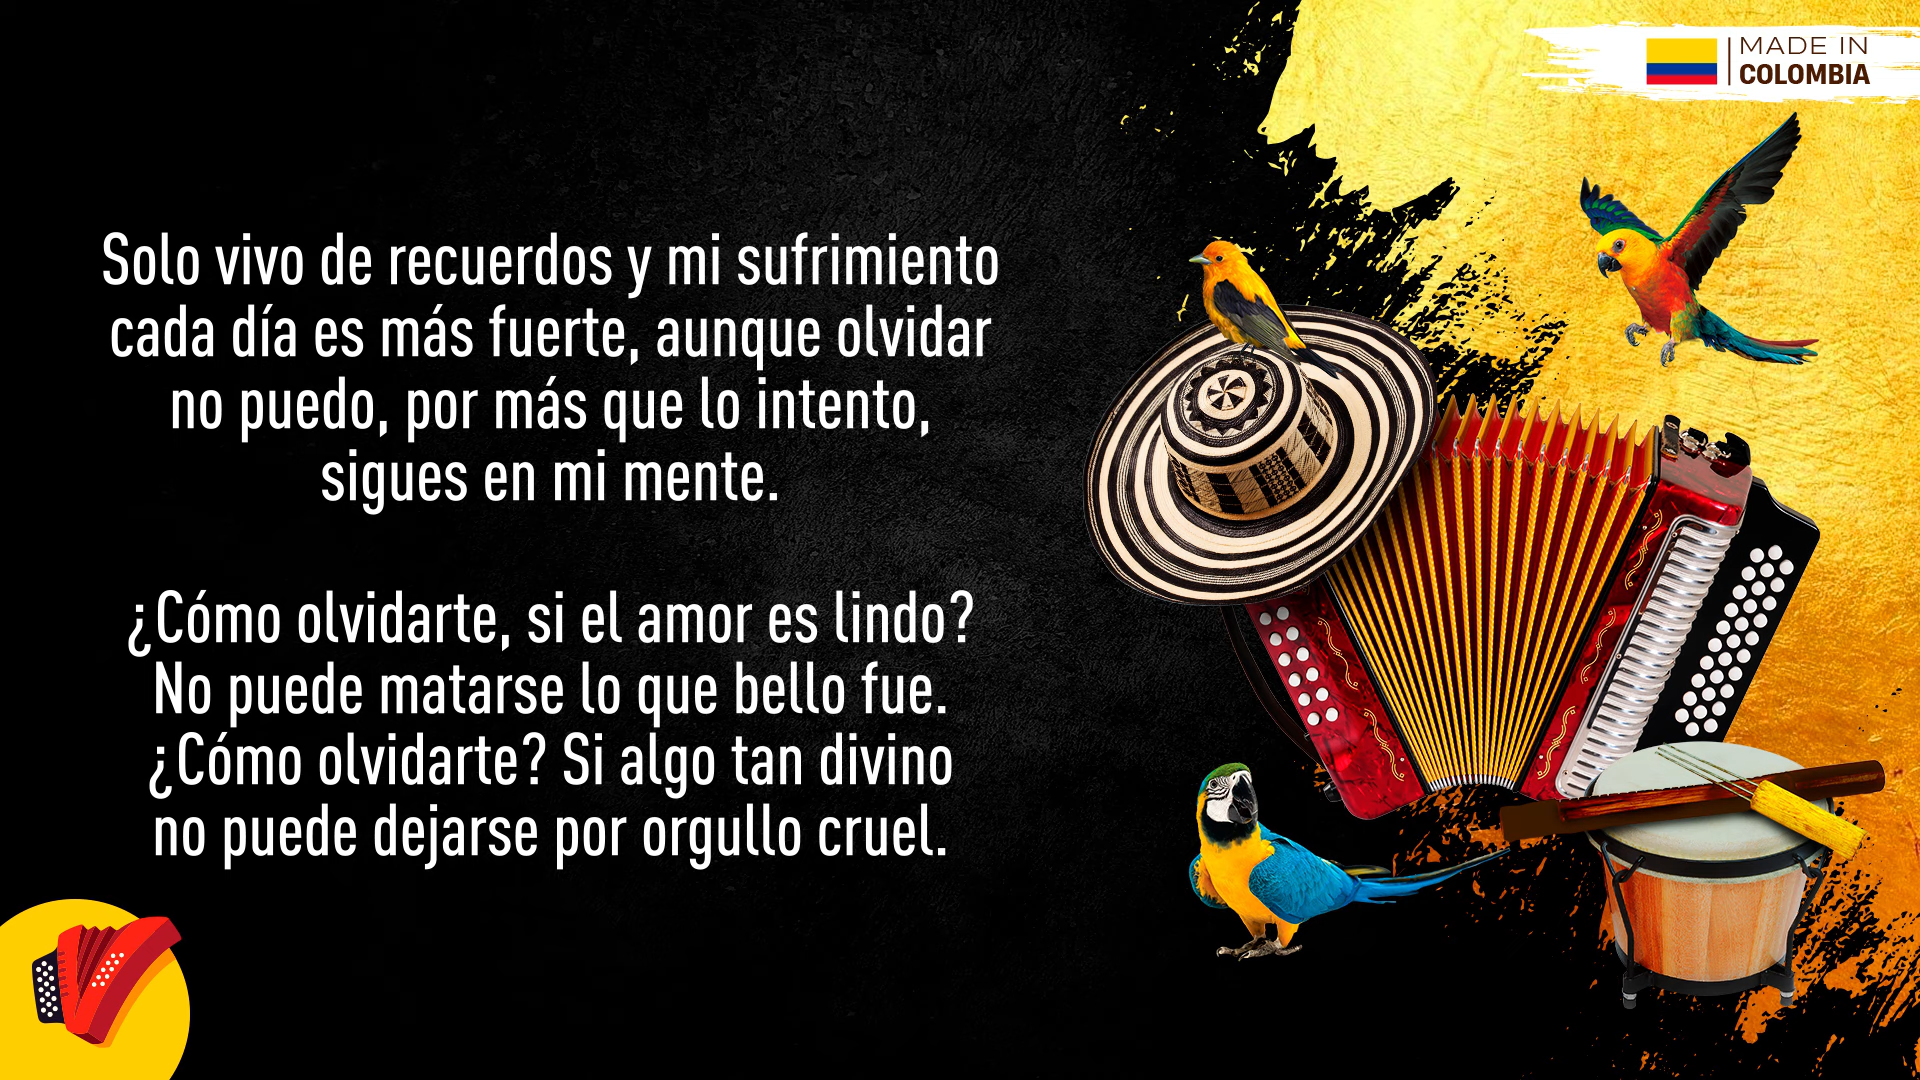 MADE IN
COLOMBIA
Solo vivo de recuerdos y mi sufrimiento
cada día es más fuerte, aunque olvidar
no puedo, por más que lo intento,
sigues en mi mente.
¿Cómo olvidarte, si el amor es lindo?
No puede matarse lo que bello fue.
¿Cómo olvidarte? Si algo tan divino
no puede dejarse por orgullo cruel.